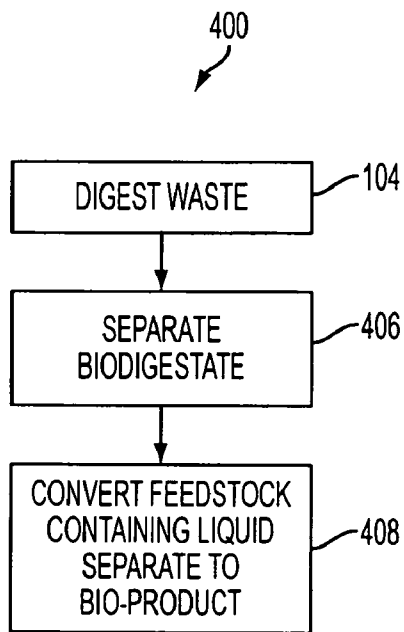 400
DIGEST WASTE
104
SEPARATE
BIODIGESTATE
406
CONVERT FEEDSTOCK
CONTAINING LIQUID
SEPARATE TO
BIO-PRODUCT
408